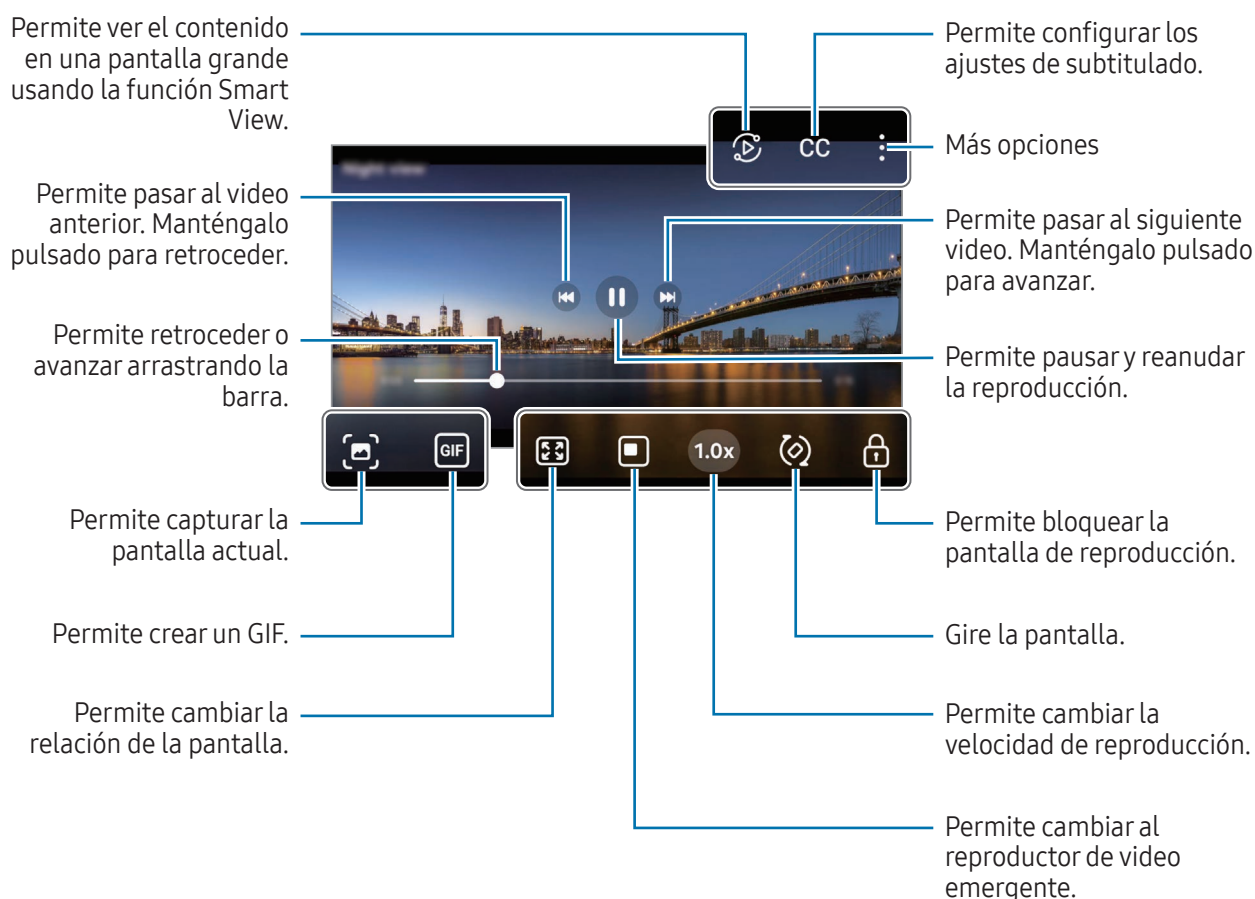 Permite ver el contenido
en una pantalla grande
usando la función Smart
View.
Permite configurar los
ajustes de subtitulado.
CC
Más opciones
Night view
Permite pasar al video
anterior. Manténgalo
pulsado para retroceder.
Permite pasar al siguiente
video. Manténgalo pulsado
para avanzar.
Permite retroceder o
avanzar arrastrando la
barra.
Permite pausar y reanudar
la reproducción.
GIF
1.0x
Permite capturar la
pantalla actual.
Permite bloquear la
pantalla de reproducción.
Permite crear un GIF.
Gire la pantalla.
Permite cambiar la
relación de la pantalla.
Permite cambiar la
velocidad de reproducción.
Permite cambiar al
reproductor de video
emergente.